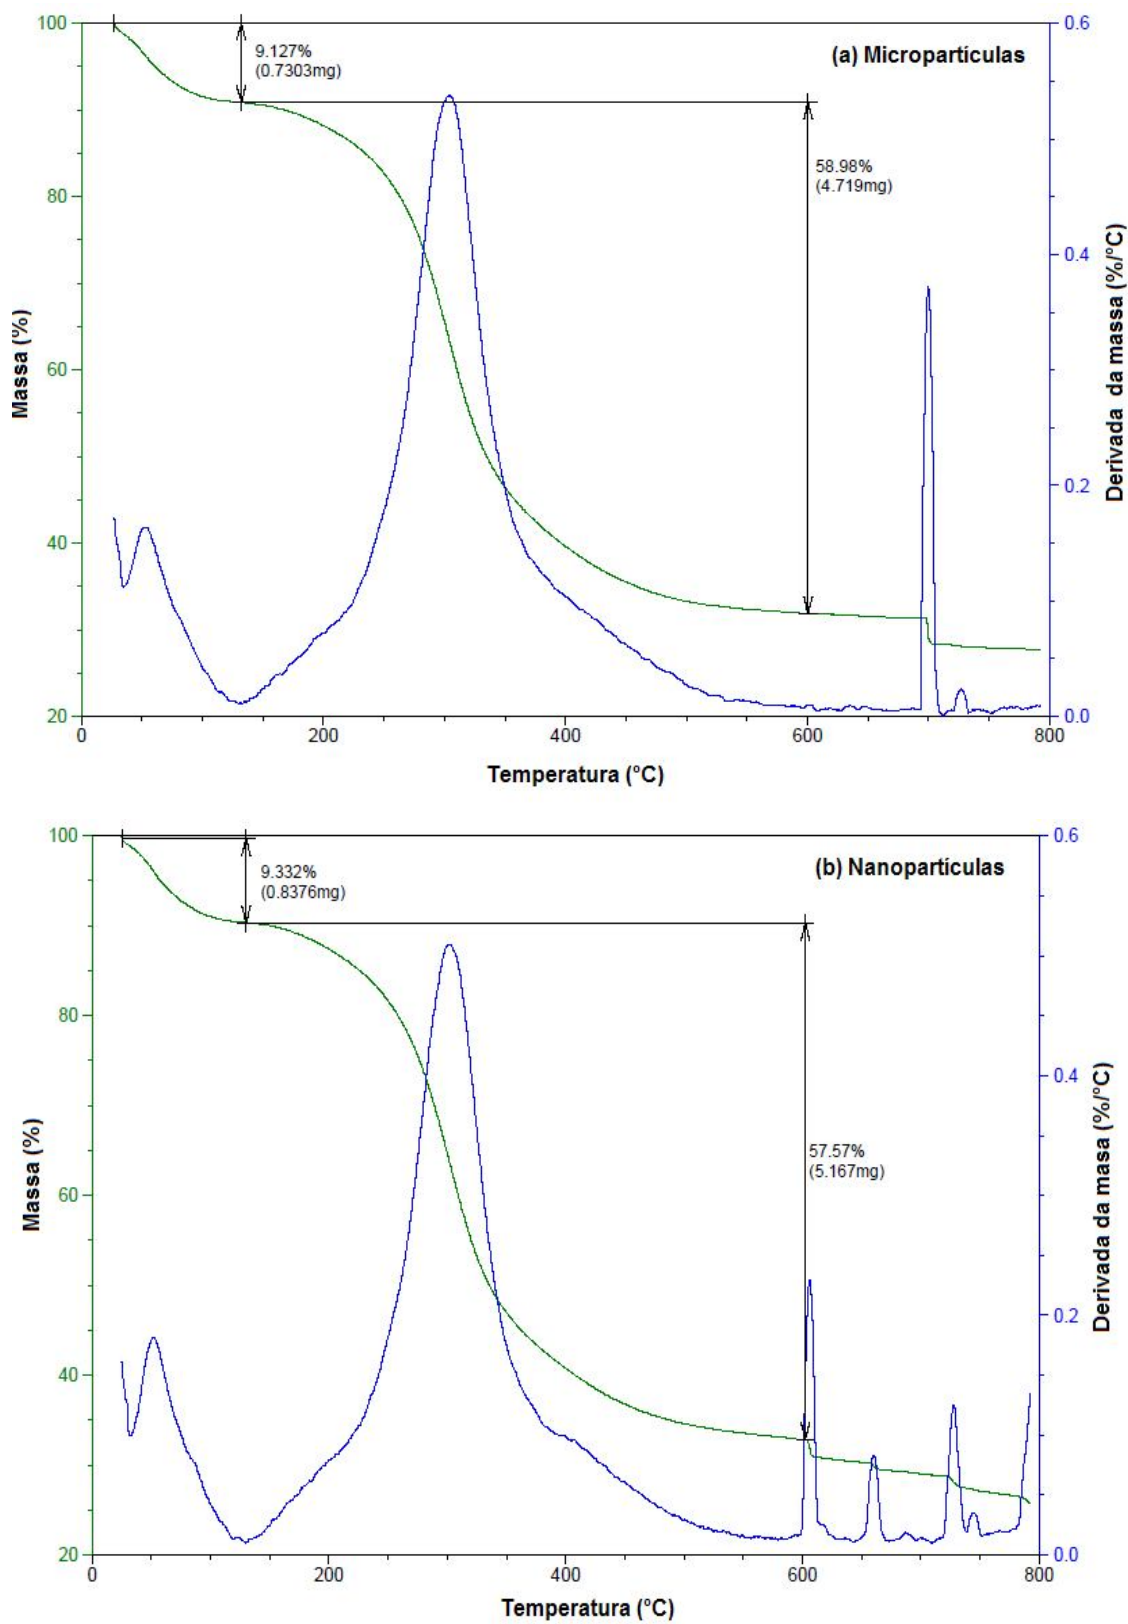 100
80
60
40
20
Massa (%)
9.127%
(0.7303mg)
(a) Micropartículas
58.98%
(4.719mg)
0.6
0.4
0.2
0.0
Derivada da massa (%/°C)
0
200
400
600
800
Temperatura (°C)
100
80
60
40
20
Massa (%)
9.332%
(0.8376mg)
(b) Nanopartículas
57.57%
(5.167mg)
0.6
0.4
0.2
0.0
Derivada da masa (%/°C)
0
200
400
600
800
Temperatura (°C)